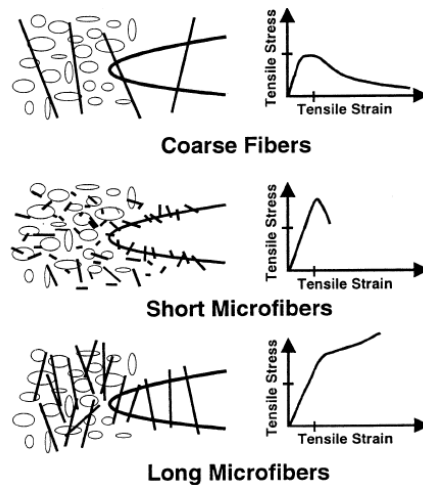 Tensile Stress
Tensile Strain
Coarse Fibers
Tensile Stress
Tensile Strain
Short Microfibers
Tensile Stress
Tensile Strain
Long Microfibers